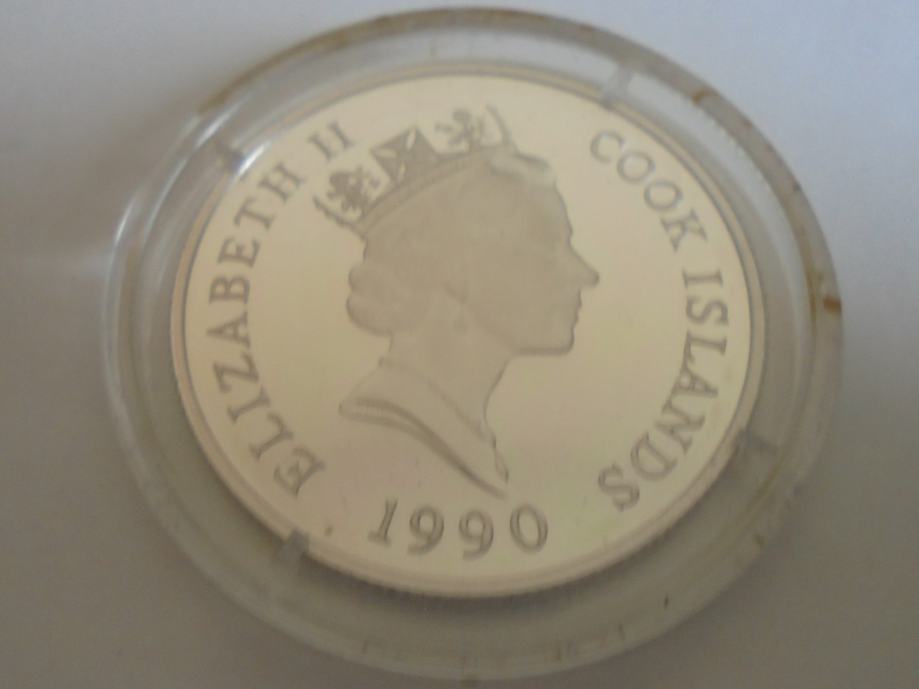 ELIZABETH II
COOK ISLANDS
1990